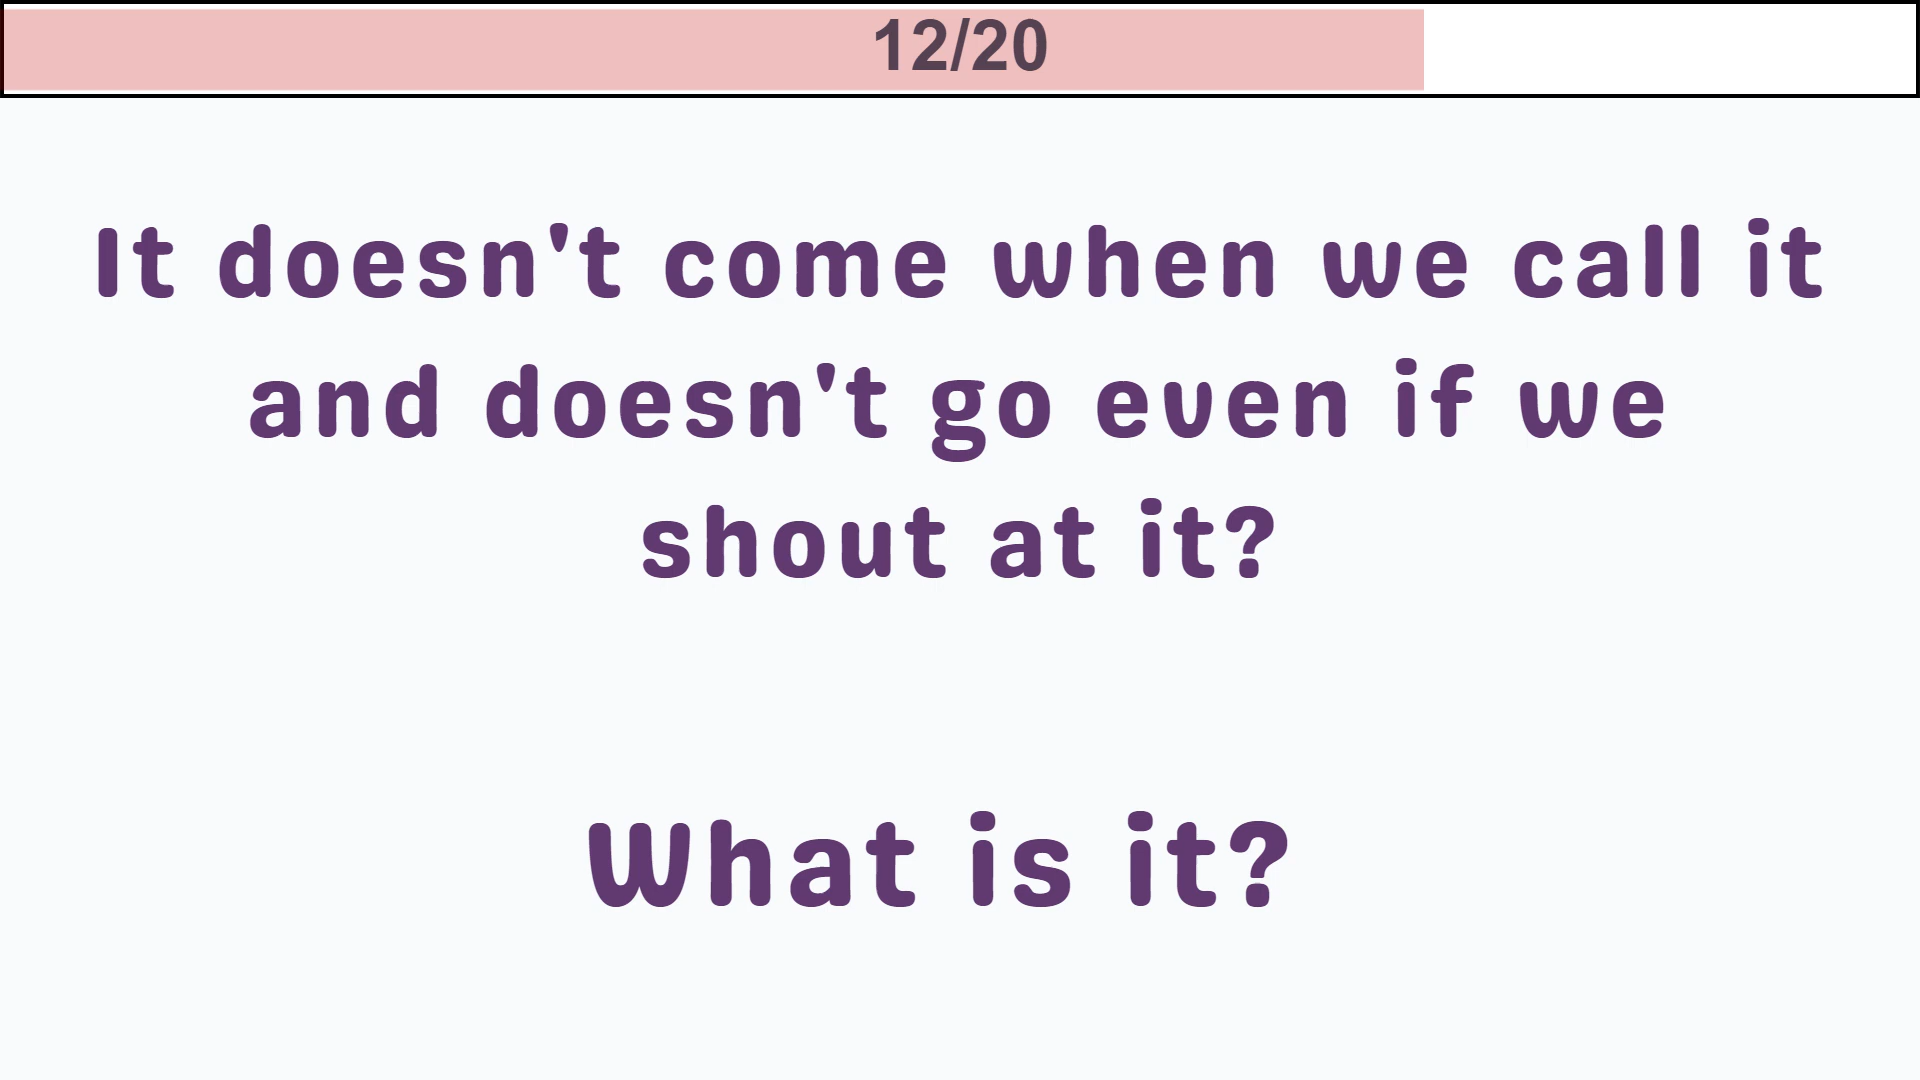 12/20
It doesn't come when we call it
and doesn't go even if we
shout at it?
What is it?